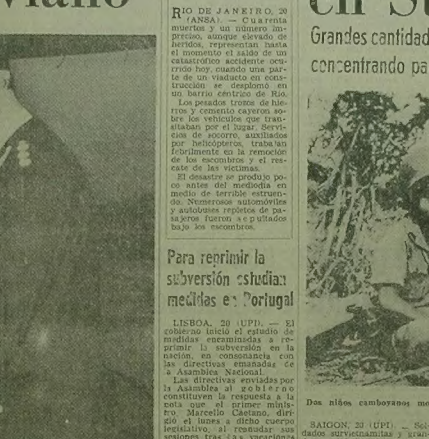 en S
Grandes cantidad
concentrando pa
RIO DE JANEIRO, 20
(ANSA). — Cuarenta
muertos y un número im-
preciso, aunque elevado de
heridos, representan hasta
el momento el saldo de un
catastrófico accidente ocu-
rrido hoy, cuando una par-
te de un viaducto en cons-
trucción se desplomó en
un barrio céntrico de Río.
Los pesados trozos de hie-
rros y cemento cayeron so-
bre los vehículos que tran-
sitaban por el lugar. Servi-
cios de socorro, auxiliados
por helicópteros, trabajan
febrilmente en la remoción
de los escombros y el res-
cate de las víctimas.
El desastre se produjo po-
co antes del mediodía en
medio de terrible estruen-
do. Numerosos automóviles
y autobuses repletos de pa-
sajeros fueron sepultados
bajo los escombros.
Para reprimir la
subversión estudian
medidas en Portugal
LISBOA, 20 (UPI). — El
gobierno inició el estudio de
medidas encaminadas a re-
primir la subversión en la
nación, en consonancia con
las directivas emanadas de
la Asamblea Nacional.
Las directivas enviadas por
la Asamblea al gobierno
constituyen la respuesta a la
nota que el primer minis-
tro, Marcello Caetano, diri-
dió el lunes a dicho cuerpo
legislativo, al reanudar sus
sesiones tras las vacaciones
Dos niños camboyanos me
SAIGON, 20 (UPI). — Sol-
dados survietnamitas